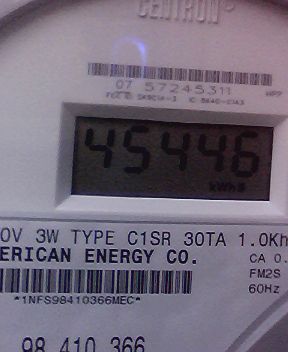 CENTRON
07 57245311
45446
kWh
0V 3W TYPE C1SR 30TA 1.0Kh
ERICAN ENERGY CO.
CA 0.
FM2S
60Hz
*1NFS98410366MEC*
98 410 366